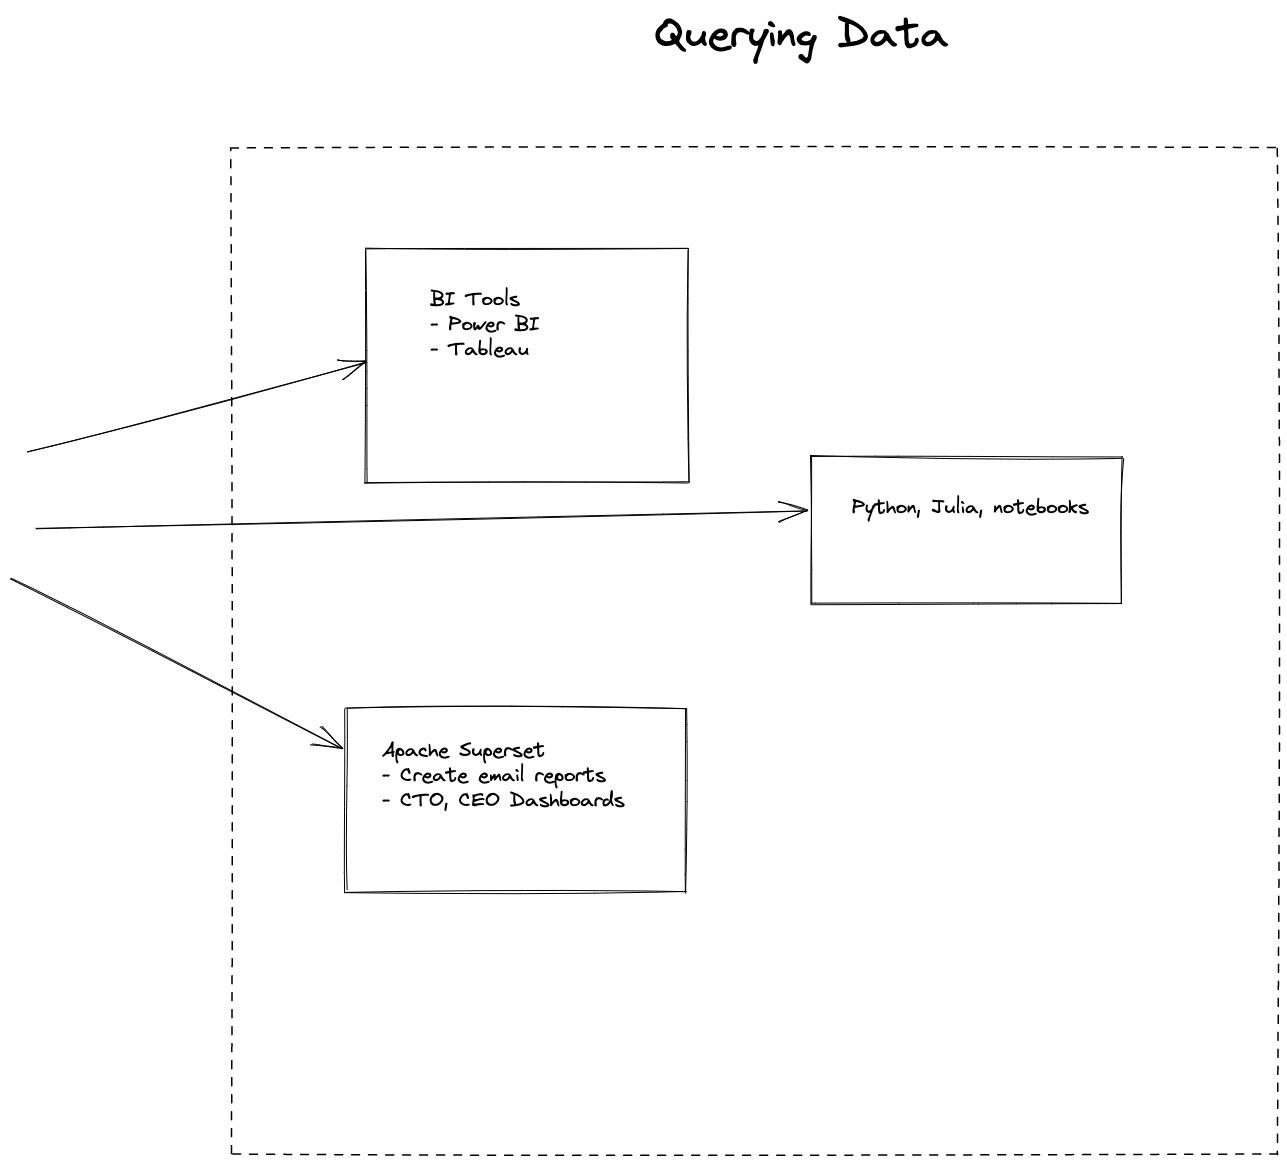 Querying Data
BI Tools
- Power BI
- Tableau
Python, Julia, notebooks
Apache Superset
- Create email reports
- CTO, CEO Dashboards